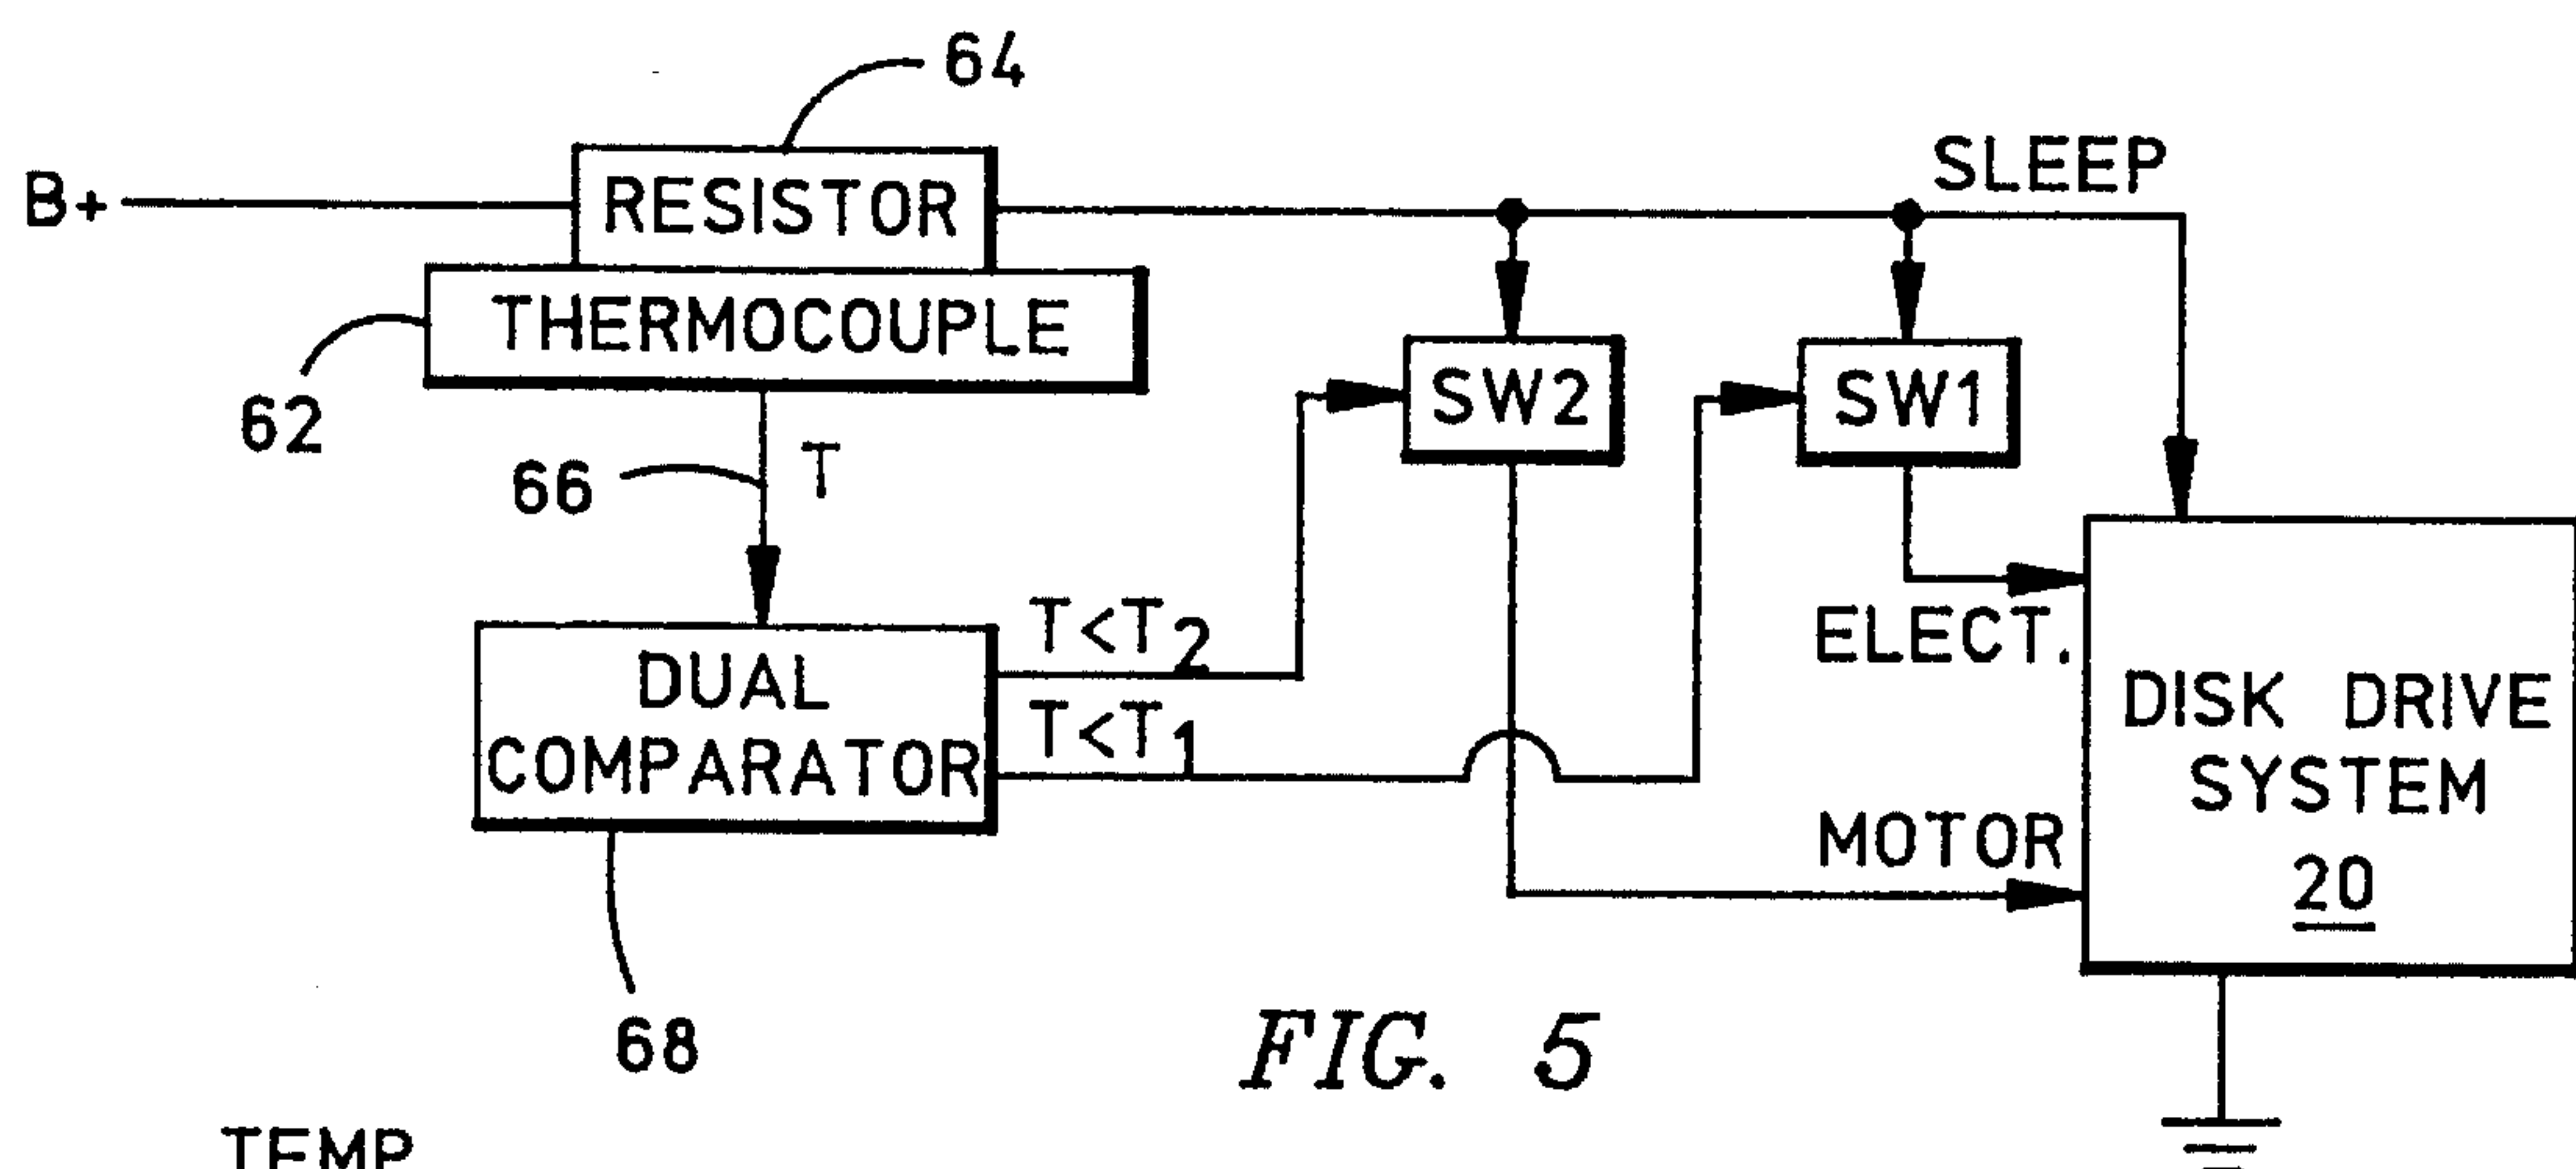 64
B+
RESISTOR
SLEEP
THERMOCOUPLE
62
SW2
SW1
66
T
T<T2
ELECT.
DUAL
COMPARATOR
T<T1
DISK DRIVE
SYSTEM
20
MOTOR
68
FIG. 5
TEMP